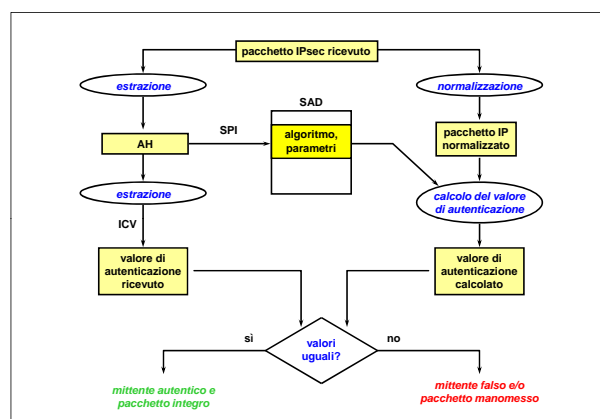 pacchetto IPsec ricevuto
estrazione
normalizzazione
SAD
SPI
AH
algoritmo,
parametri
pacchetto IP
normalizzato
estrazione
calcolo del valore
di autenticazione
ICV
valore di
autenticazione
ricevuto
valore di
autenticazione
calcolato
sì
valori
uguali?
no
mittente autentico e
pacchetto integro
mittente falso e/o
pacchetto manomesso